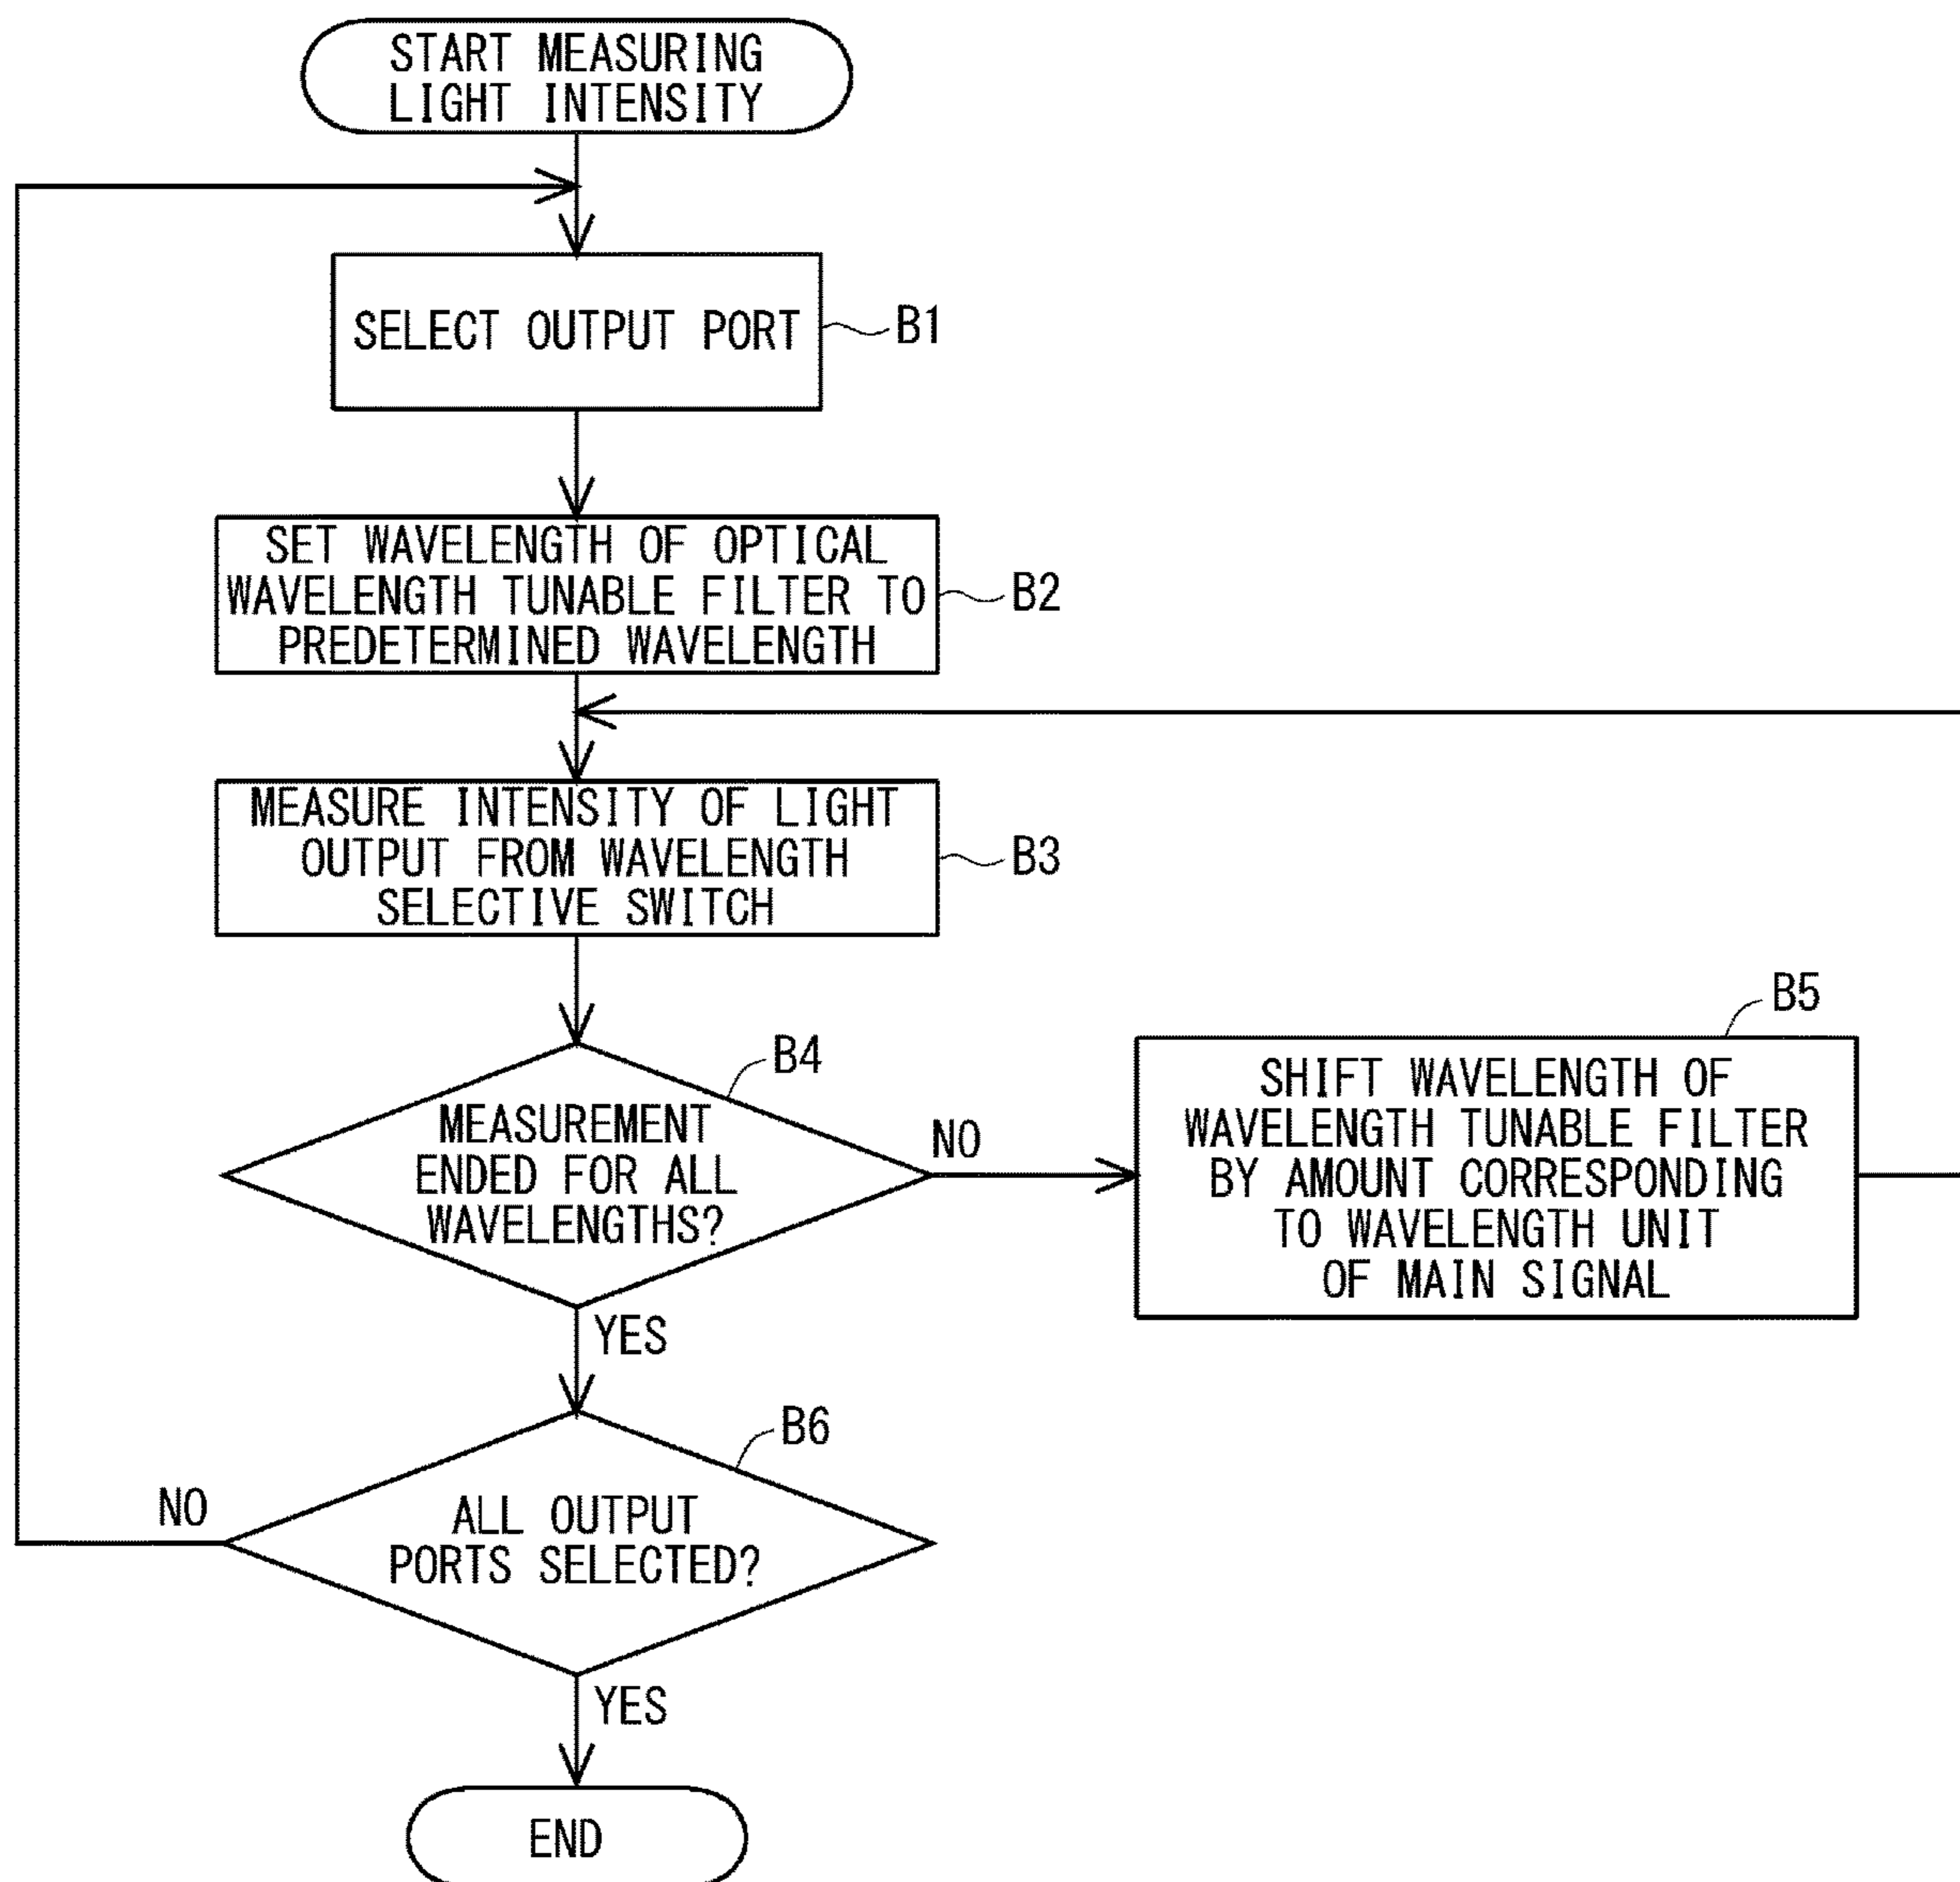 START MEASURING
LIGHT INTENSITY
SELECT OUTPUT PORT
B1
SET WAVELENGTH OF OPTICAL
WAVELENGTH TUNABLE FILTER TO
PREDETERMINED WAVELENGTH
B2
MEASURE INTENSITY OF LIGHT
OUTPUT FROM WAVELENGTH
SELECTIVE SWITCH
B3
B4
MEASUREMENT
ENDED FOR ALL
WAVELENGTHS?
NO
B5
SHIFT WAVELENGTH OF
WAVELENGTH TUNABLE FILTER
BY AMOUNT CORRESPONDING
TO WAVELENGTH UNIT
OF MAIN SIGNAL
YES
B6
ALL OUTPUT
PORTS SELECTED?
NO
YES
END